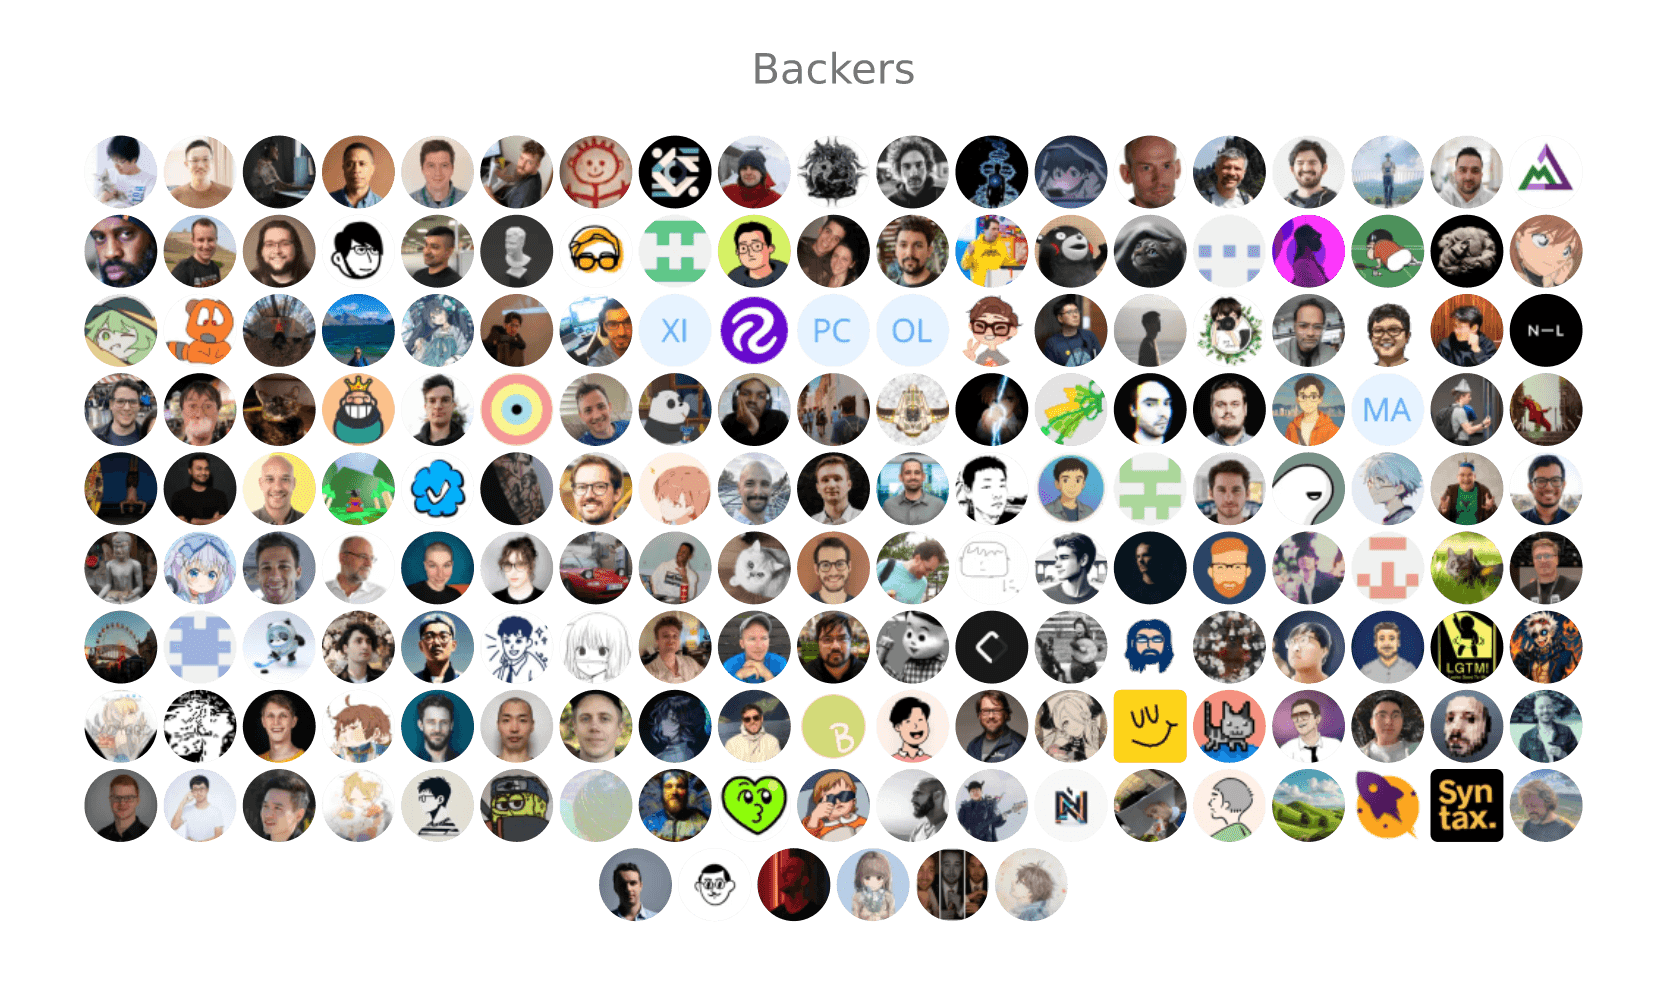 Backers
XI
PC
OL
N—L
MA
LGTM!
B
N
Syn
tax.